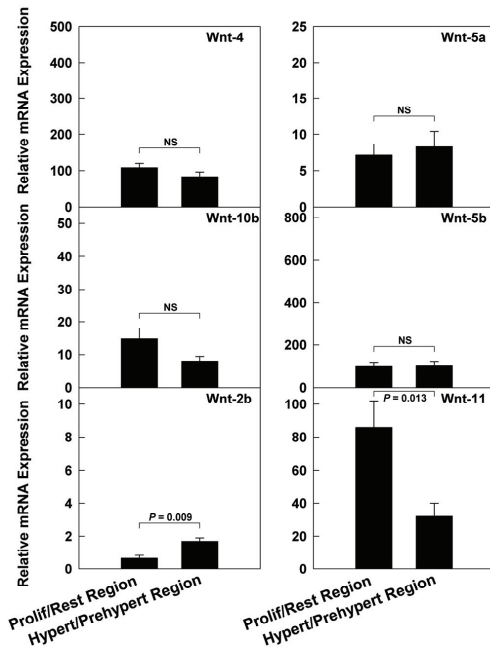 Wnt-4
Relative mRNA Expression
500
400
300
200
100
0
NS
Wnt-5a
25
20
15
10
5
0
NS
Wnt-10b
Relative mRNA Expression
50
40
30
20
10
0
NS
Wnt-5b
800
600
400
200
0
NS
Wnt-2b
Relative mRNA Expression
10
8
6
4
2
0
P = 0.009
Prolif/Rest Region
Hypert/Prehypert Region
Wnt-11
100
80
60
40
20
0
P = 0.013
Prolif/Rest Region
Hypert/Prehypert Region